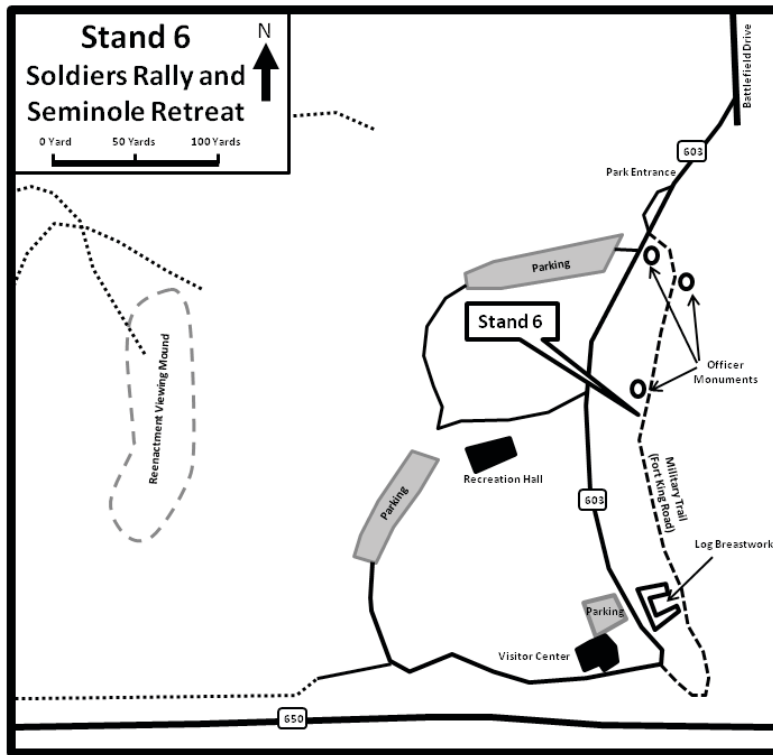 Stand 6
Soldiers Rally and
Seminole Retreat
N
0 Yard
50 Yards
100 Yards
Battlefield Drive
603
Park Entrance
Parking
Stand 6
Officer
Monuments
Reenactment Viewing Mound
Recreation Hall
Parking
603
Military Trail
(Fort King Road)
Log Breastwork
Parking
Visitor Center
650